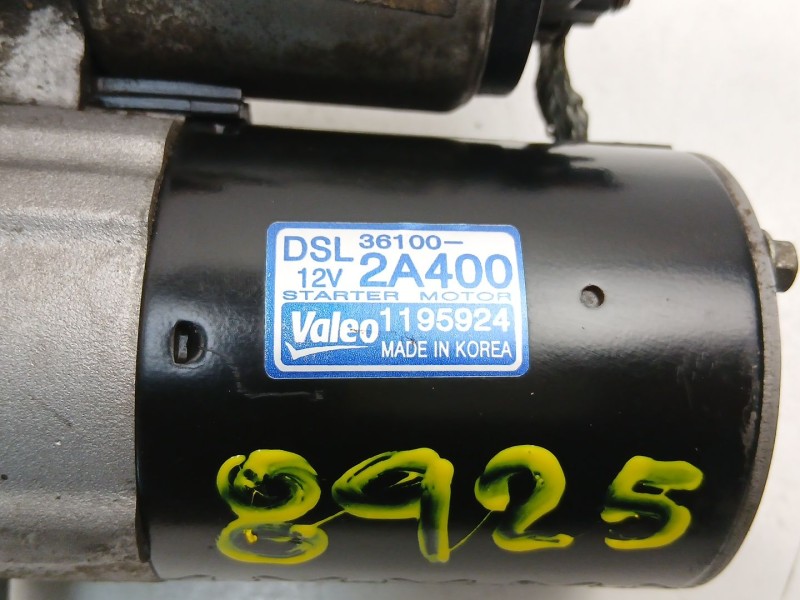 DSL 36100-
12V 2A400
STARTER MOTOR
Valeo 1195924
MADE IN KOREA
8925